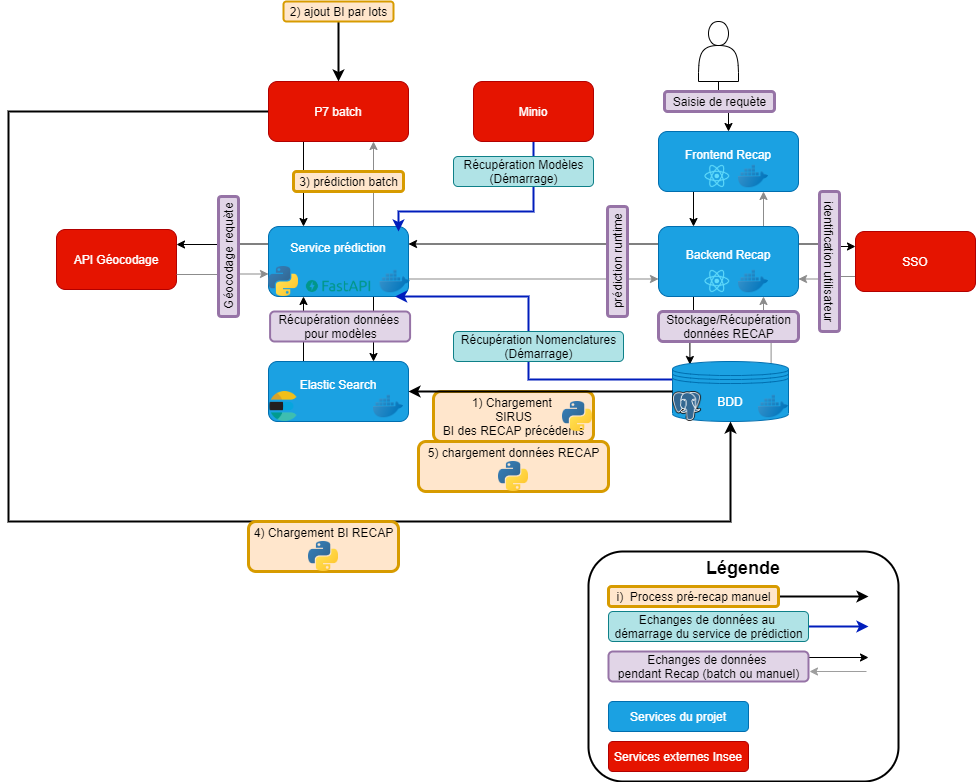 2) ajout BI par lots
P7 batch
Minio
Saisie de requète
Récupération Modèles
(Démarrage)
Frontend Recap
3) prédiction batch
Géocodage requète
prédiction runtime
identification utilisateur
API Géocodage
Service prédiction
FastAPI
Backend Recap
SSO
Récupération données
pour modèles
Récupération Nomenclatures
(Démarrage)
Stockage/Récupération
données RECAP
Elastic Search
BDD
1) Chargement
SIRUS
BI des RECAP précédents
5) chargement données RECAP
4) Chargement BI RECAP
Légende
i) Process pré-recap manuel
Echanges de données au
démarrage du service de prédiction
Echanges de données
pendant Recap (batch ou manuel)
Services du projet
Services externes Insee